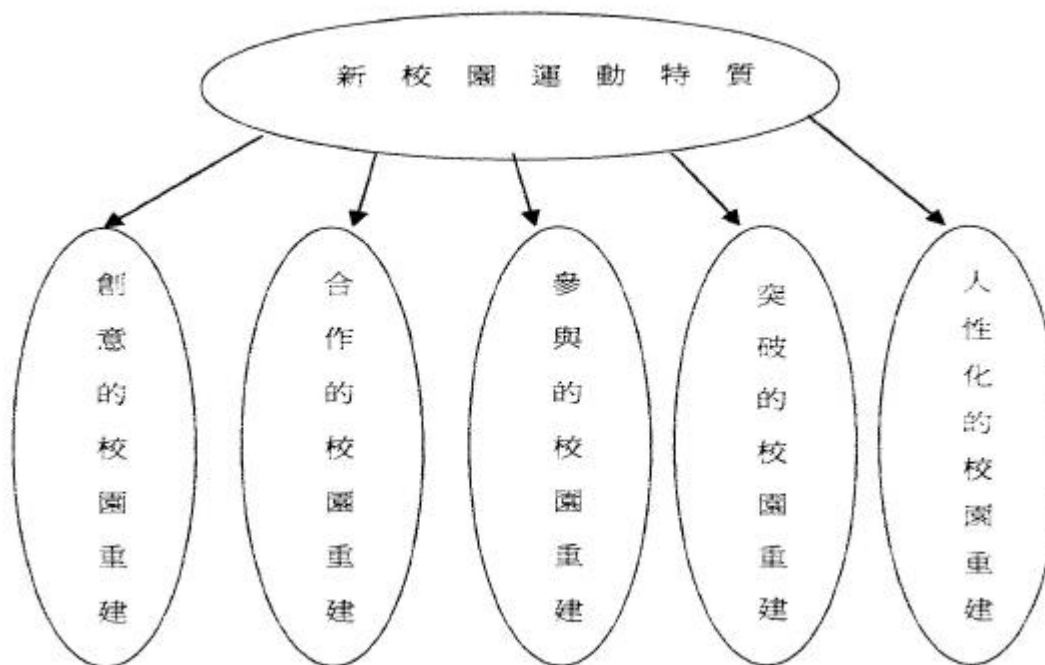 新校園運動特質
創意的校園重建
合作的校園重建
參與的校園重建
突破的校園重建
人性化的校園重建